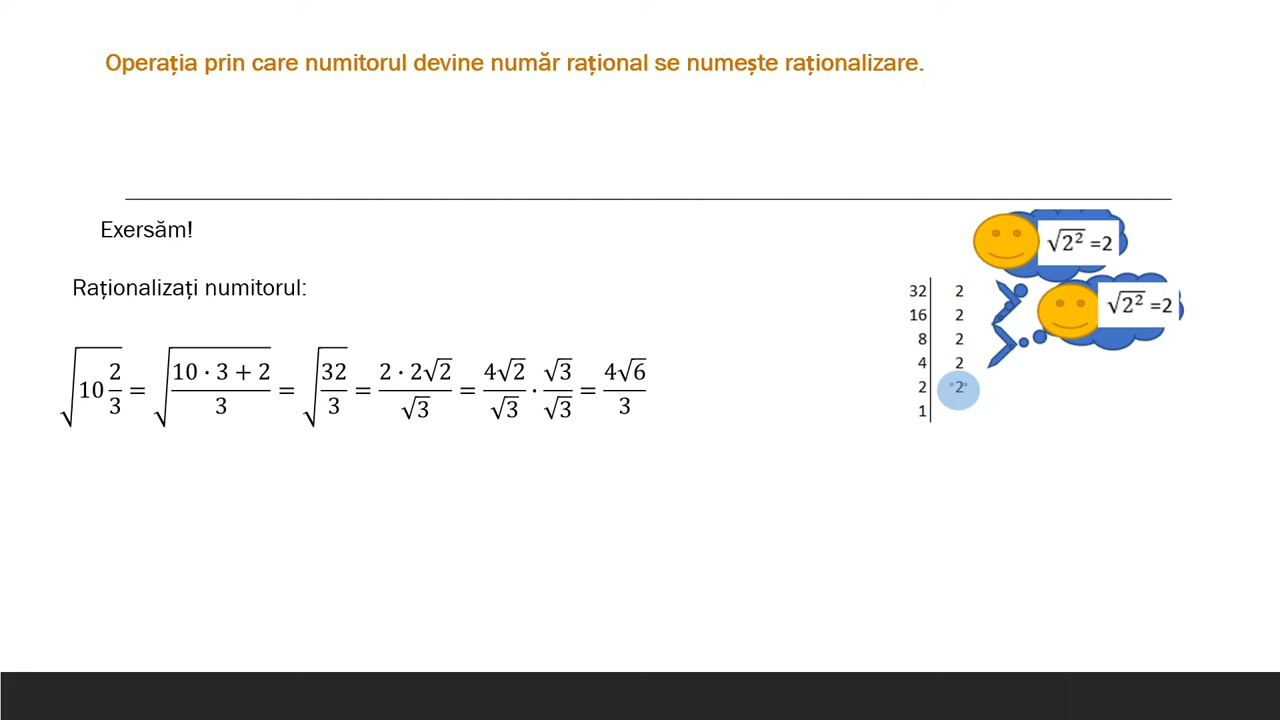 Operația prin care numitorul devine număr rațional se numește raționalizare.
Exersăm!
Raționalizați numitorul:
√(10 2/3) = √((10 · 3 + 2)/3) = √(32/3) = (2 · 2√2)/√3 = (4√2)/√3 · √3/√3 = (4√6)/3
√(2²) =2
√(2²) =2
32 | 2
16 | 2
8 | 2
4 | 2
2 | 2
1 |